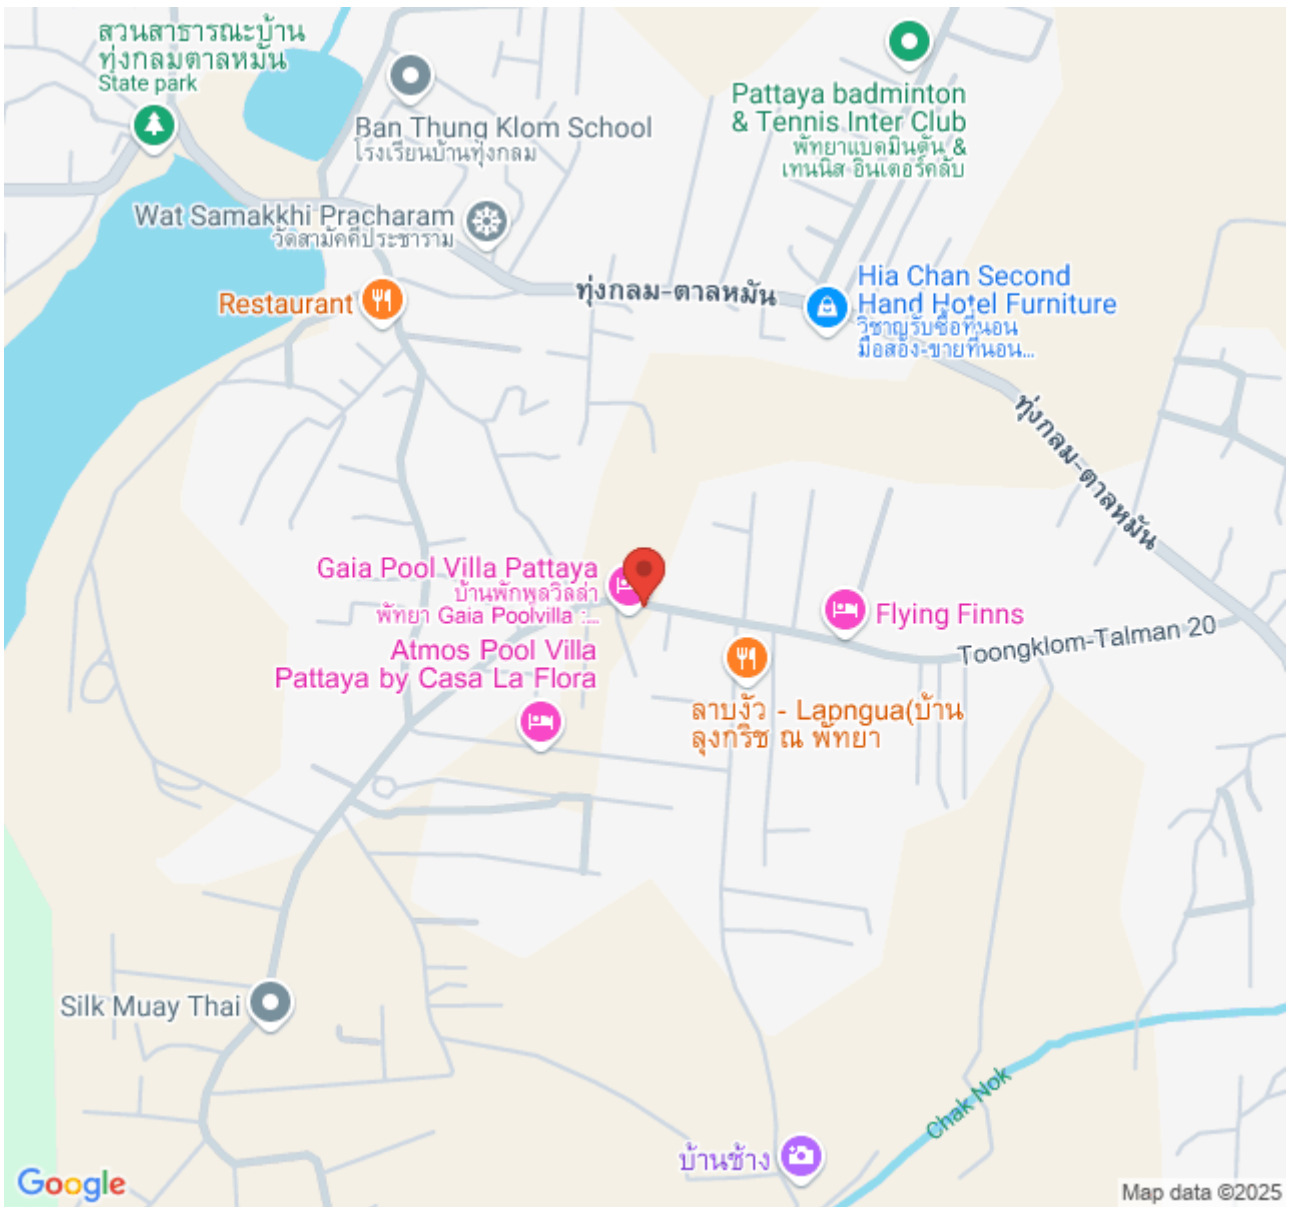 สวนสาธารณะบ้าน
ทุ่งกลมตาลหมัน
State park
Ban Thung Klom School
โรงเรียนบ้านทุ่งกลม
Pattaya badminton
& Tennis Inter Club
พัทยาแบดมินตัน &
เทนนิส อินเตอร์คลับ
Wat Samakkhi Pracharam
วัดสามัคคีประชาราม
Restaurant
ทุ่งกลม-ตาลหมัน
Hia Chan Second
Hand Hotel Furniture
วิชาญรับซื้อที่นอน
มือสอง-ขายที่นอน...
ทุ่งกลม-ตาลหมัน
Gaia Pool Villa Pattaya
บ้านพักพูลวิลล่า
พัทยา Gaia Poolvilla :...
Atmos Pool Villa
Pattaya by Casa La Flora
Flying Finns
Toongklom-Talman 20
ลาบงัว - Lapngua(บ้าน
ลุงกริช ณ พัทยา
Silk Muay Thai
Chak Nok
บ้านช้าง
Google
Map data ©2025